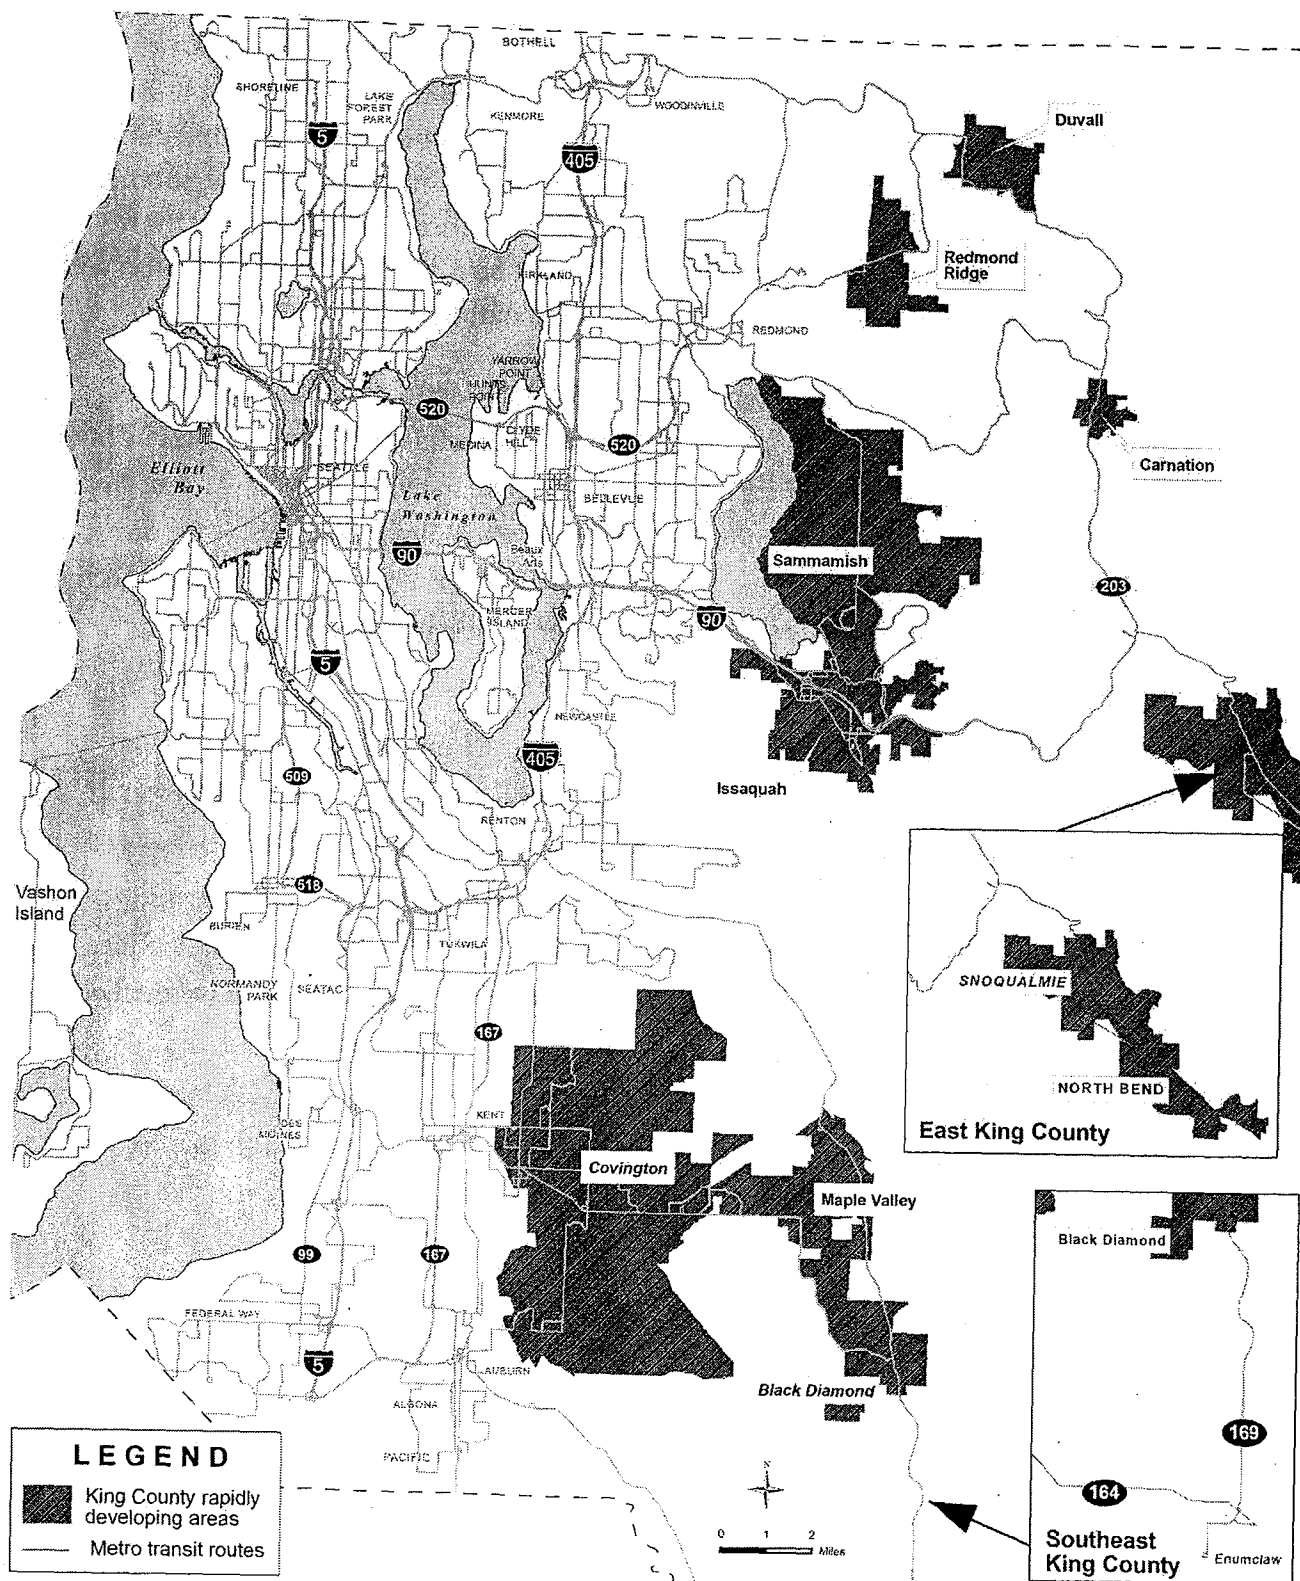 BOTHELL
SHORELINE
LAKE
FOREST
PARK
KENMORE
WOODINVILLE
5
405
Duvall
Redmond
Ridge
KIRKLAND
REDMOND
YARROW
POINT
HUNTS
POINT
520
MEDINA
CLYDE
HILL
520
Carnation
Elliott
Bay
SEATTLE
Lake
Washington
BELLEVUE
90
Beaux
Arts
Sammamish
203
MERCER
ISLAND
90
5
NEWCASTLE
405
509
Issaquah
RENTON
Vashon
Island
518
BURIEN
TUKWILA
NORMANDY
PARK
SEATAC
SNOQUALMIE
NORTH BEND
East King County
167
KENT
DES
MOINES
Covington
Maple Valley
99
167
FEDERAL WAY
5
AUBURN
ALGONA
PACIFIC
Black Diamond
Black Diamond
169
164
Southeast
King County
Enumclaw
LEGEND
King County rapidly
developing areas
Metro transit routes
N
0 1 2
Miles